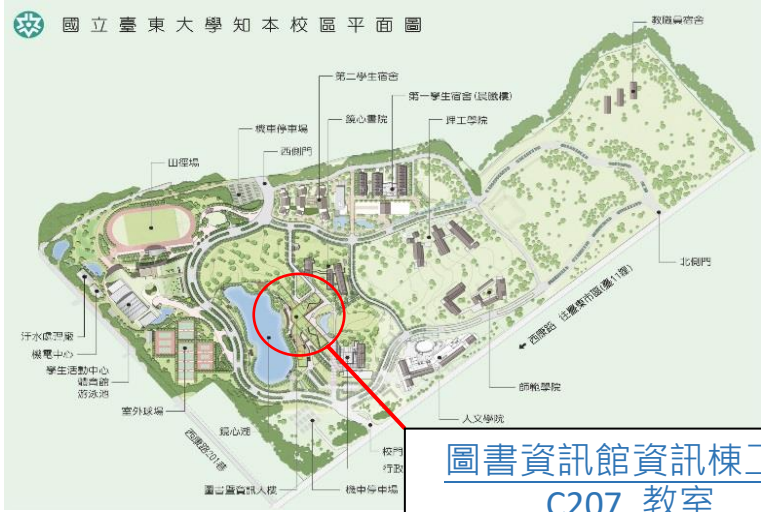 國立臺東大學知本校區平面圖
教職員宿舍
第二學生宿舍
第一學生宿舍(民職樓)
鏡心書院
理工學院
機車停車場
西側門
田徑場
北側門
西康路 往臺東市區(臺11線)
汙水處理廠
機電中心
學生活動中心
體育館
游泳池
室外球場
鏡心湖
西康路201巷
師範學院
人文學院
校門
行政
圖書暨資訊大樓
機車停車場
圖書資訊館資訊棟
C207 教室